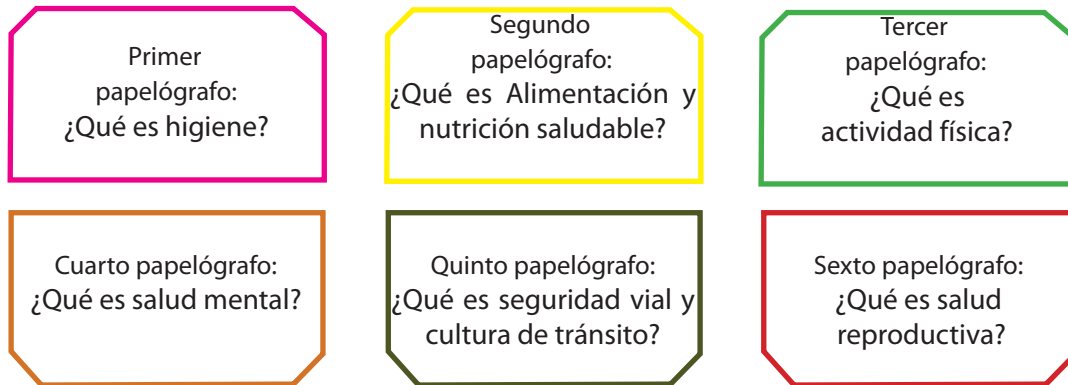 Primer
papelógrafo:
¿Qué es higiene?
Segundo
papelógrafo:
¿Qué es Alimentación y
nutrición saludable?
Tercer
papelógrafo:
¿Qué es
actividad física?
Cuarto papelógrafo:
¿Qué es salud mental?
Quinto papelógrafo:
¿Qué es seguridad vial y
cultura de tránsito?
Sexto papelógrafo:
¿Qué es salud
reproductiva?